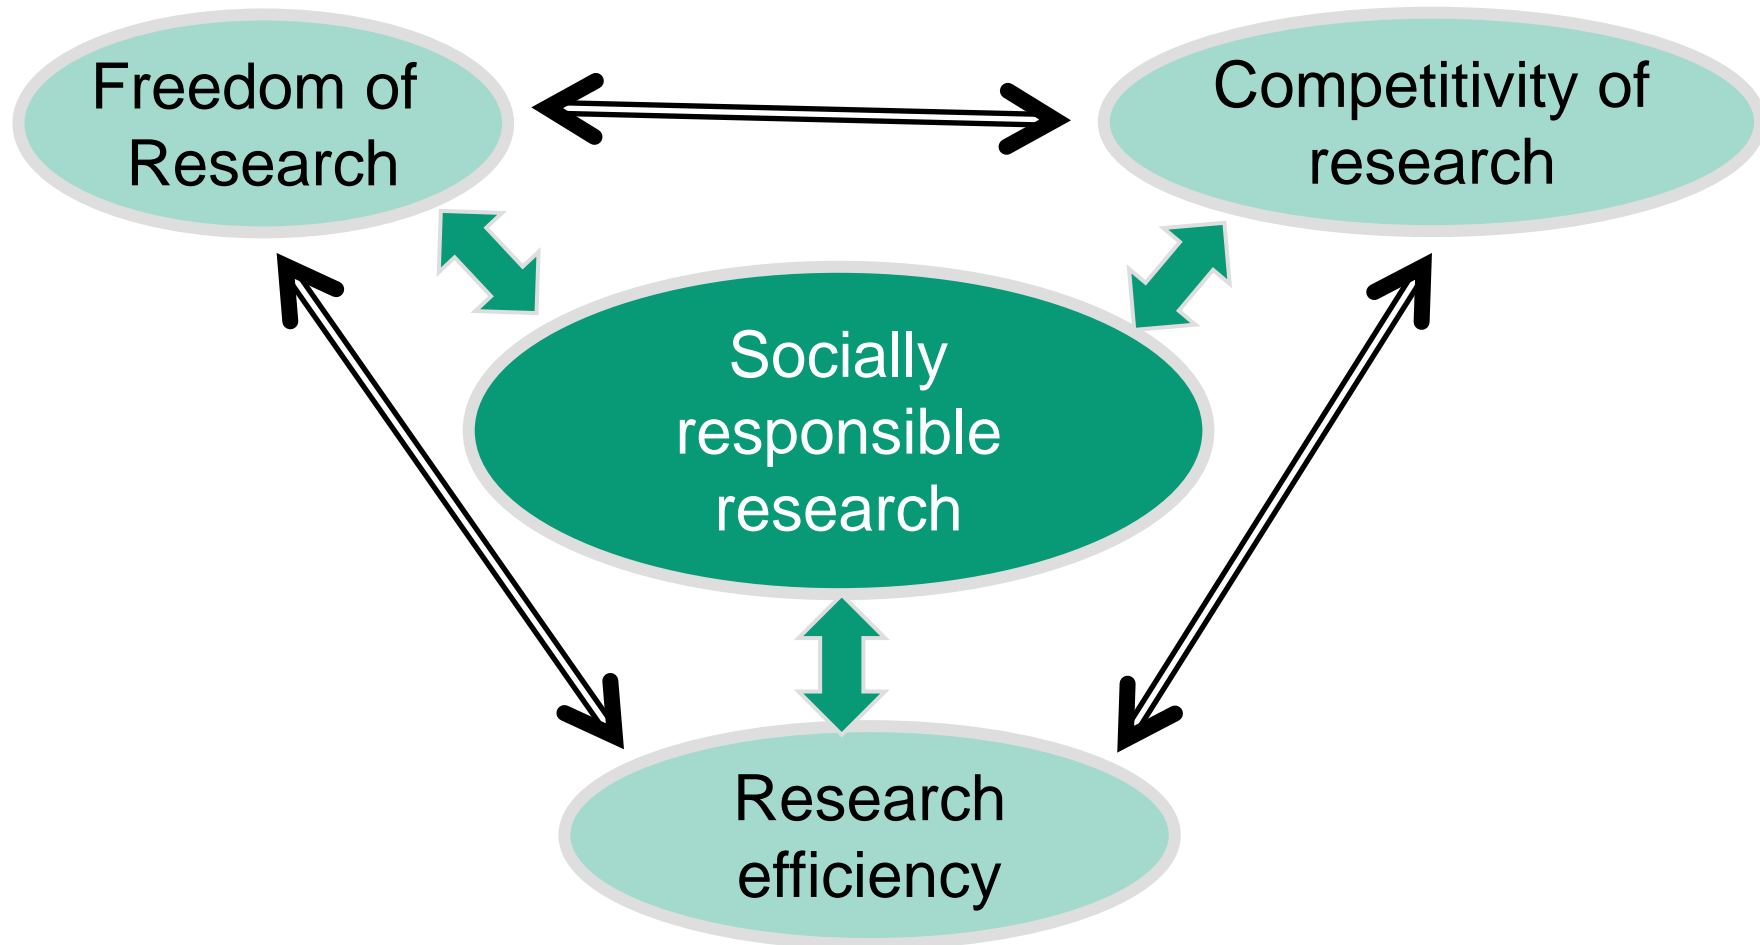 Freedom of
Research
Competitivity of
research
Socially
responsible
research
Research
efficiency